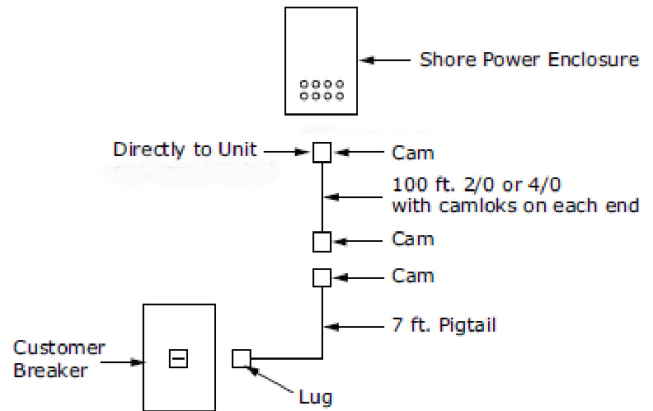 Shore Power Enclosure
Directly to Unit
Cam
100 ft. 2/0 or 4/0
with camloks on each end
Cam
Cam
7 ft. Pigtail
Customer
Breaker
Lug